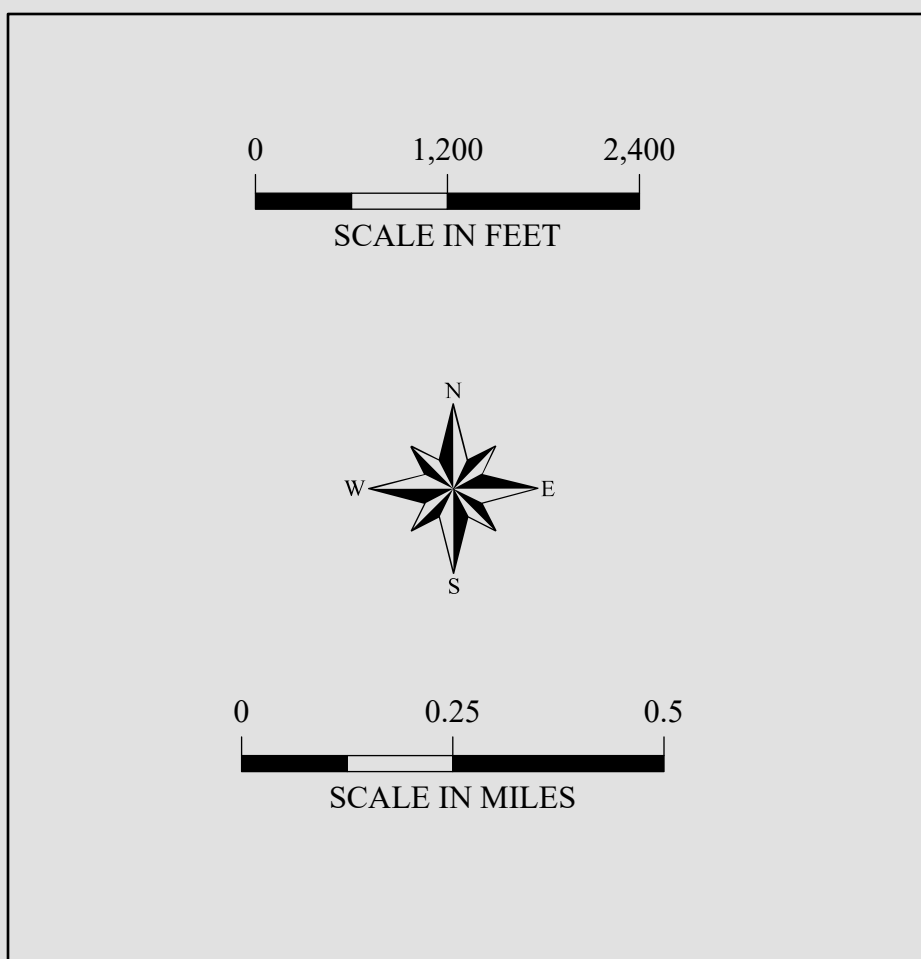 0 1,200 2,400
SCALE IN FEET
N
W E
S
0 0.25 0.5
SCALE IN MILES